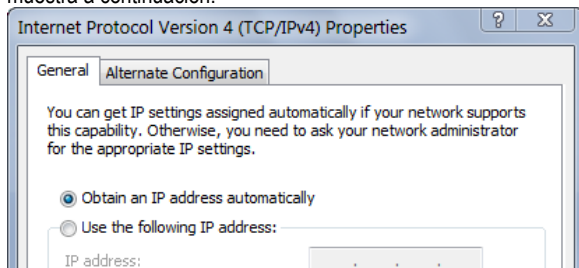 muestra a continuación.
Internet Protocol Version 4 (TCP/IPv4) Properties
General Alternate Configuration
You can get IP settings assigned automatically if your network supports
this capability. Otherwise, you need to ask your network administrator
for the appropriate IP settings.
Obtain an IP address automatically
Use the following IP address:
IP address: